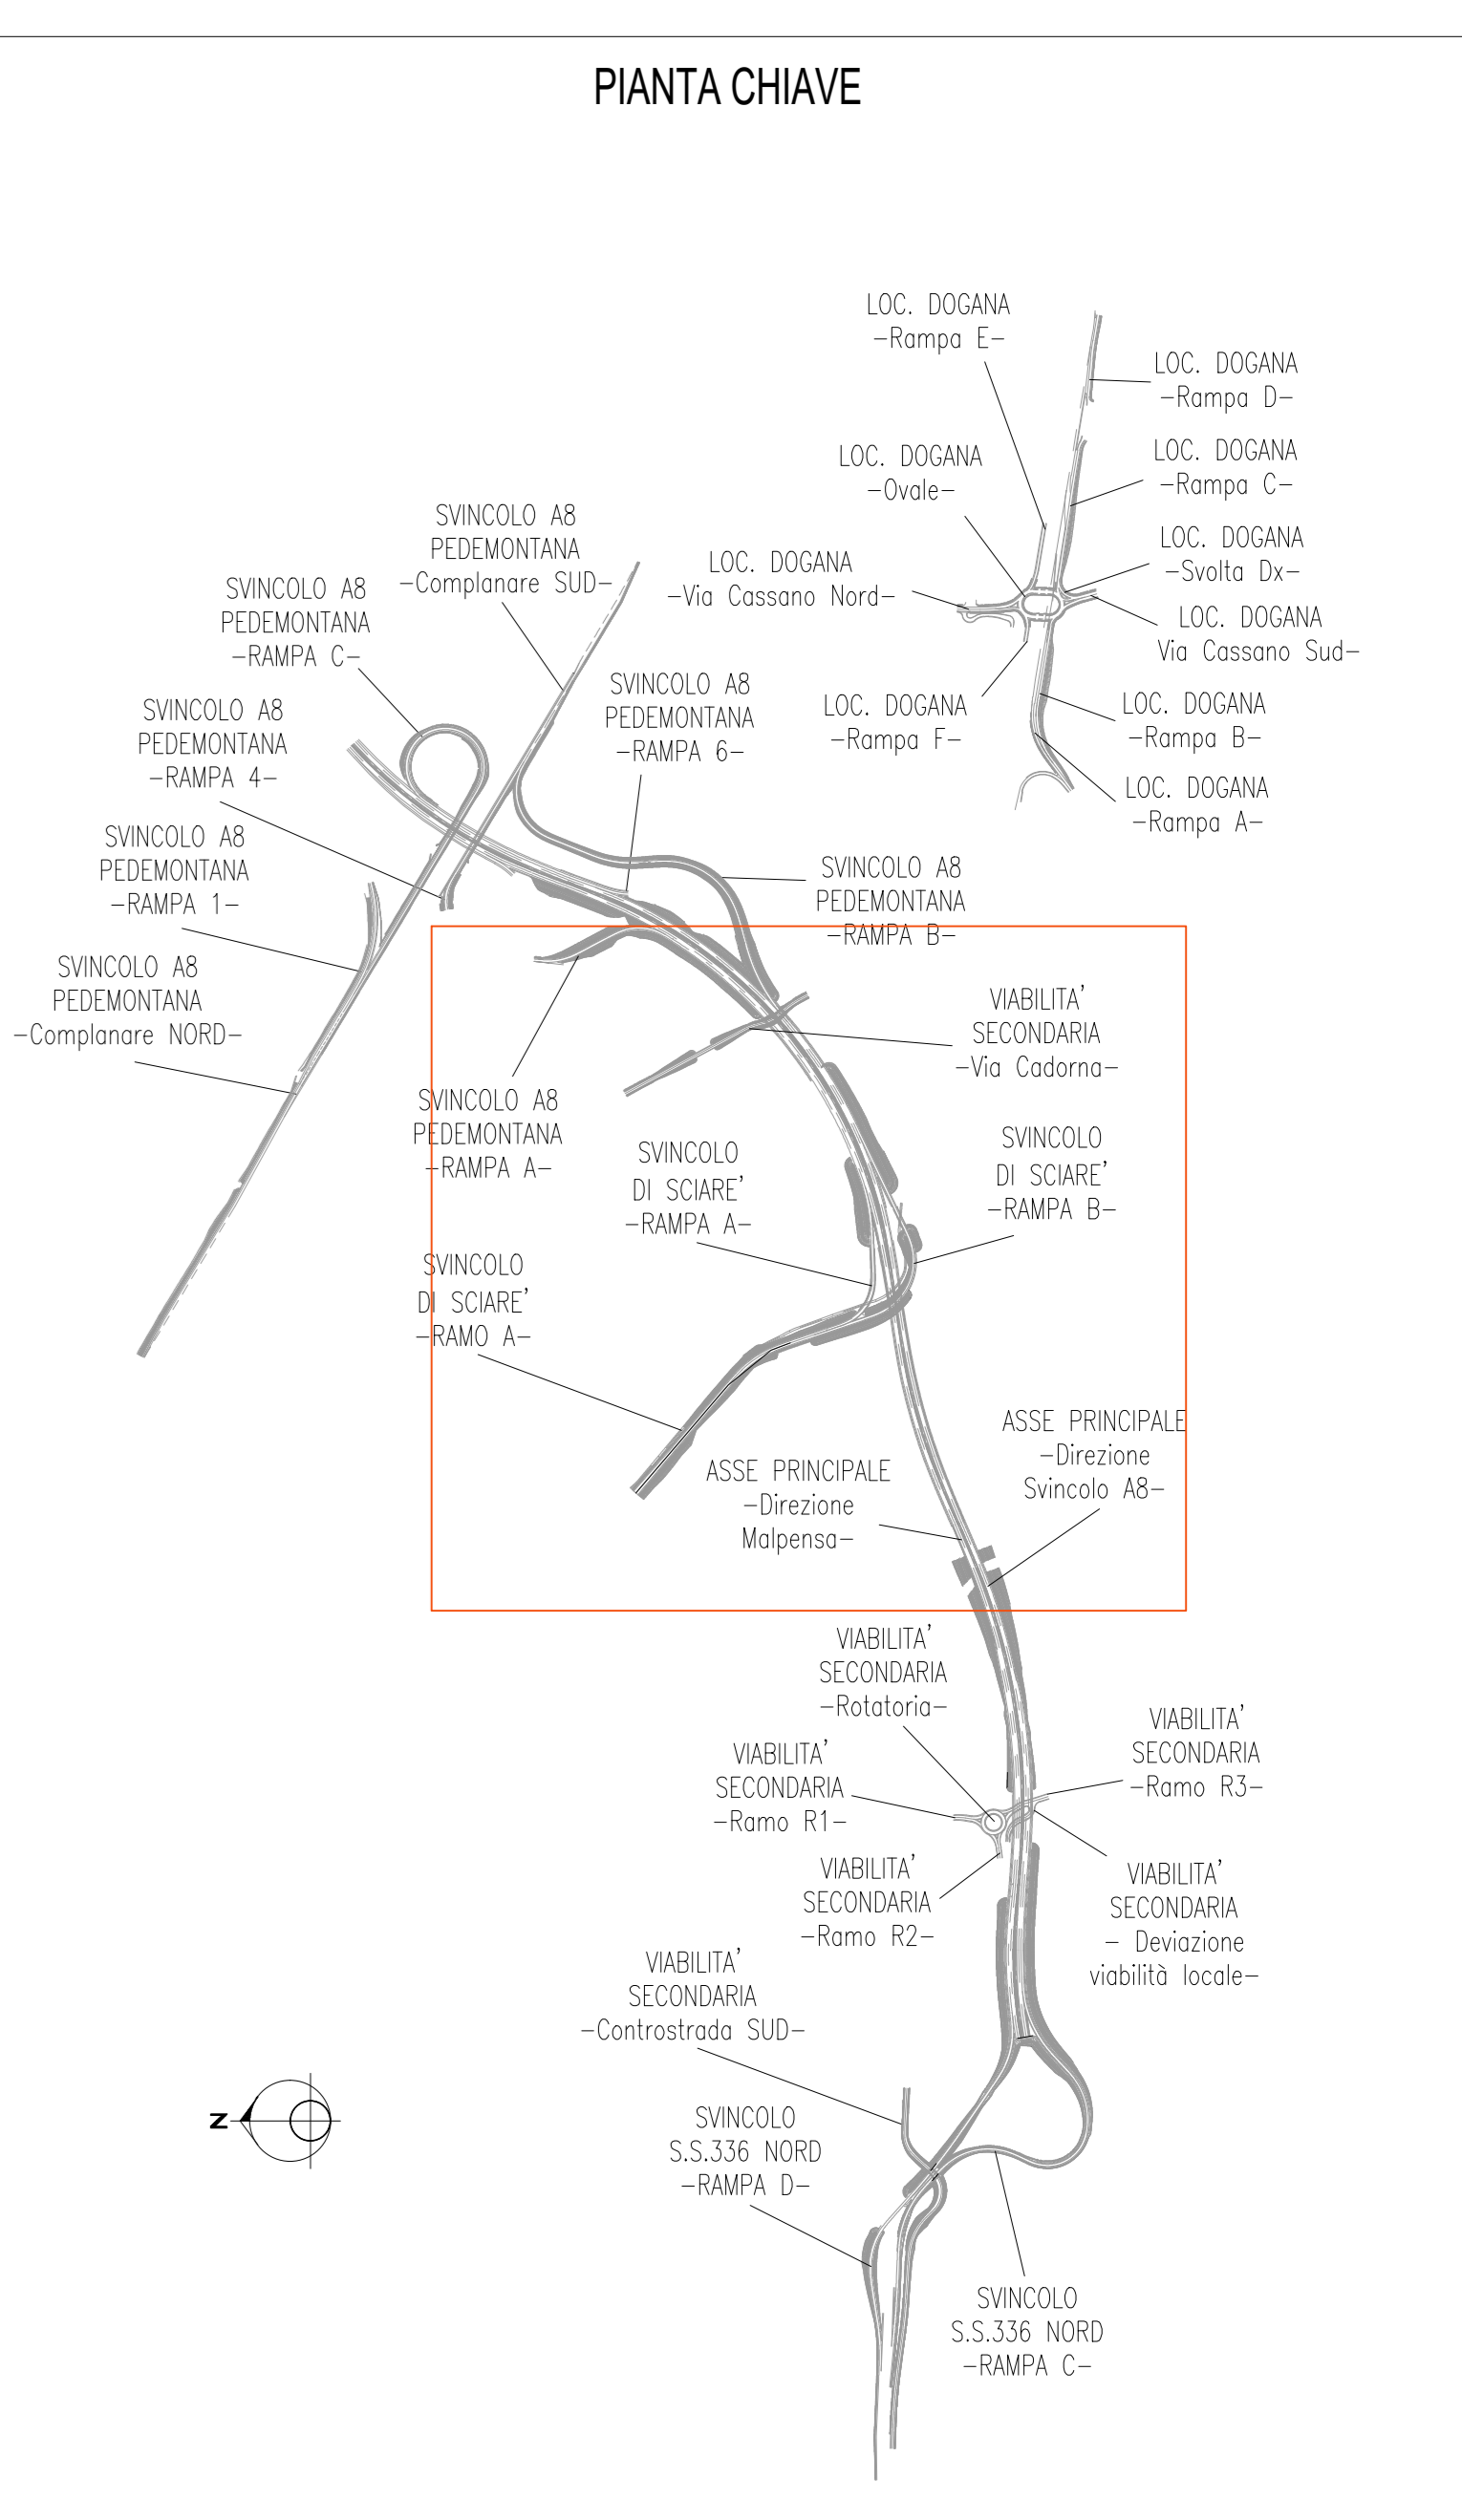 PIANTA CHIAVE
LOC. DOGANA
-Rampa E-
LOC. DOGANA
-Rampa D-
LOC. DOGANA
-Ovale-
LOC. DOGANA
-Rampa C-
SVINCOLO A8
PEDEMONTANA
-Complanare SUD-
LOC. DOGANA
-Svolta Dx-
LOC. DOGANA
-Via Cassano Nord-
SVINCOLO A8
PEDEMONTANA
-RAMPA C-
LOC. DOGANA
Via Cassano Sud-
SVINCOLO A8
PEDEMONTANA
-RAMPA 6-
LOC. DOGANA
-Rampa F-
LOC. DOGANA
-Rampa B-
SVINCOLO A8
PEDEMONTANA
-RAMPA 4-
LOC. DOGANA
-Rampa A-
SVINCOLO A8
PEDEMONTANA
-RAMPA 1-
SVINCOLO A8
PEDEMONTANA
-RAMPA B-
SVINCOLO A8
PEDEMONTANA
-Complanare NORD-
VIABILITA'
SECONDARIA
-Via Cadorna-
SVINCOLO A8
PEDEMONTANA
-RAMPA A-
SVINCOLO
DI SCIARE'
-RAMPA A-
SVINCOLO
DI SCIARE'
-RAMPA B-
SVINCOLO
DI SCIARE'
-RAMO A-
ASSE PRINCIPALE
-Direzione
Svincolo A8-
ASSE PRINCIPALE
-Direzione
Malpensa-
VIABILITA'
SECONDARIA
-Rotatoria-
VIABILITA'
SECONDARIA
-Ramo R3-
VIABILITA'
SECONDARIA
-Ramo R1-
VIABILITA'
SECONDARIA
-Ramo R2-
VIABILITA'
SECONDARIA
- Deviazione
viabilità locale-
VIABILITA'
SECONDARIA
-Controstrada SUD-
N
SVINCOLO
S.S.336 NORD
-RAMPA D-
SVINCOLO
S.S.336 NORD
-RAMPA C-